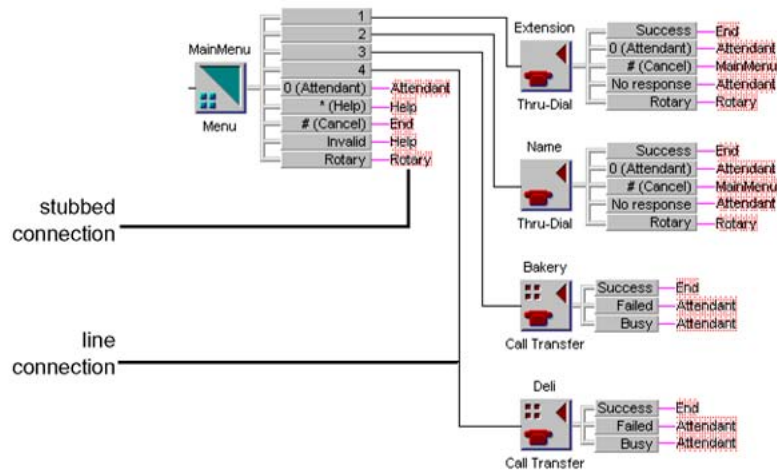 MainMenu
Menu
1
2
3
4
0 (Attendant) Attendant
* (Help) Help
# (Cancel) End
Invalid Help
Rotary Rotary
stubbed
connection
line
connection
Extension
Thru-Dial
Success End
0 (Attendant) Attendant
# (Cancel) MainMenu
No response Attendant
Rotary Rotary
Name
Thru-Dial
Success End
0 (Attendant) Attendant
# (Cancel) MainMenu
No response Attendant
Rotary Rotary
Bakery
Call Transfer
Success End
Failed Attendant
Busy Attendant
Deli
Call Transfer
Success End
Failed Attendant
Busy Attendant